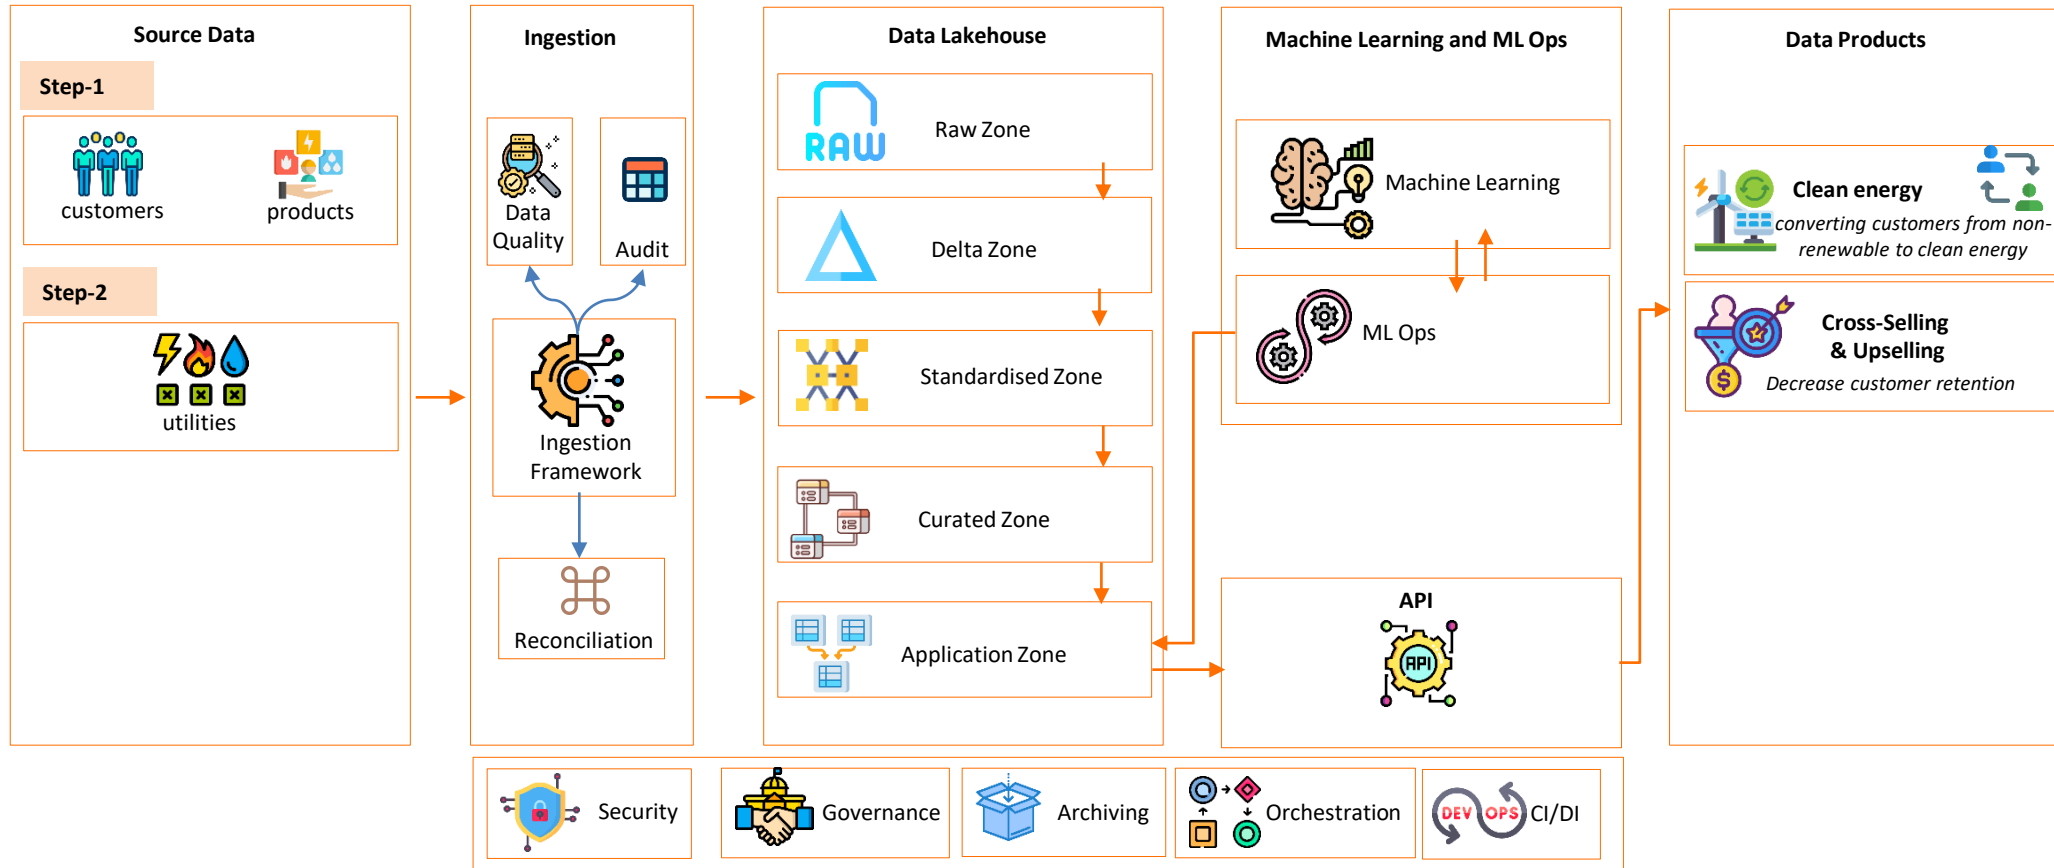 Source Data
Step-1
customers
products
Step-2
utilities
Ingestion
Data
Quality
Audit
Ingestion
Framework
Reconciliation
Data Lakehouse
RAW
Raw Zone
Delta Zone
Standardised Zone
Curated Zone
Application Zone
Machine Learning and ML Ops
Machine Learning
ML Ops
API
API
Data Products
Clean energy
converting customers from non-
renewable to clean energy
Cross-Selling
& Upselling
Decrease customer retention
Security
Governance
Archiving
Orchestration
DEV OPS
CI/DI